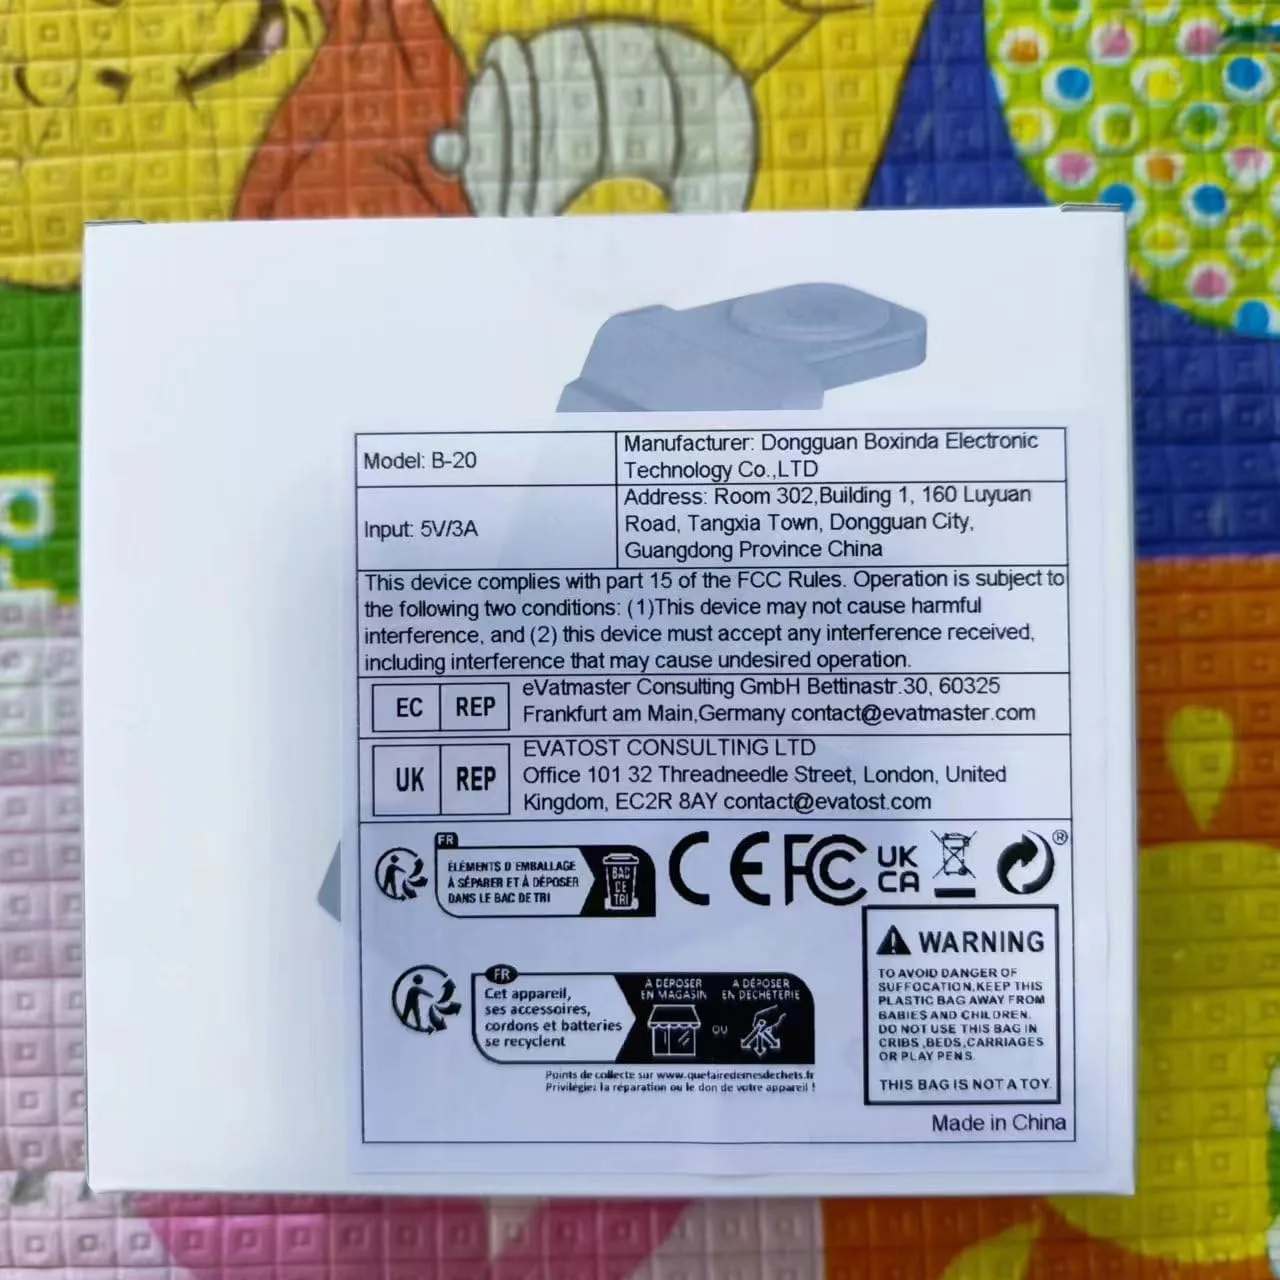 Model: B-20
Manufacturer: Dongguan Boxinda Electronic
Technology Co.,LTD
Input: 5V/3A
Address: Room 302,Building 1, 160 Luyuan
Road, Tangxia Town, Dongguan City,
Guangdong Province China
This device complies with part 15 of the FCC Rules. Operation is subject to
the following two conditions: (1)This device may not cause harmful
interference, and (2) this device must accept any interference received,
including interference that may cause undesired operation.
EC REP
eVatmaster Consulting GmbH Bettinastr.30, 60325
Frankfurt am Main,Germany contact@evatmaster.com
UK REP
EVATOST CONSULTING LTD
Office 101 32 Threadneedle Street, London, United
Kingdom, EC2R 8AY contact@evatost.com
FR
ÉLÉMENTS D'EMBALLAGE
À SÉPARER ET À DÉPOSER
DANS LE BAC DE TRI
BAC
DE
TRI
CE FC
UK
CA
®
FR
Cet appareil,
ses accessoires,
cordons et batteries
se recyclent
À DÉPOSER
EN MAGASIN
OU
À DÉPOSER
EN DÉCHÈTERIE
Points de collecte sur www.quefairedemesdechets.fr
Privilégiez la réparation ou le don de votre appareil !
WARNING
TO AVOID DANGER OF
SUFFOCATION,KEEP THIS
PLASTIC BAG AWAY FROM
BABIES AND CHILDREN.
DO NOT USE THIS BAG IN
CRIBS ,BEDS,CARRIAGES
OR PLAY PENS.
THIS BAG IS NOT A TOY.
Made in China